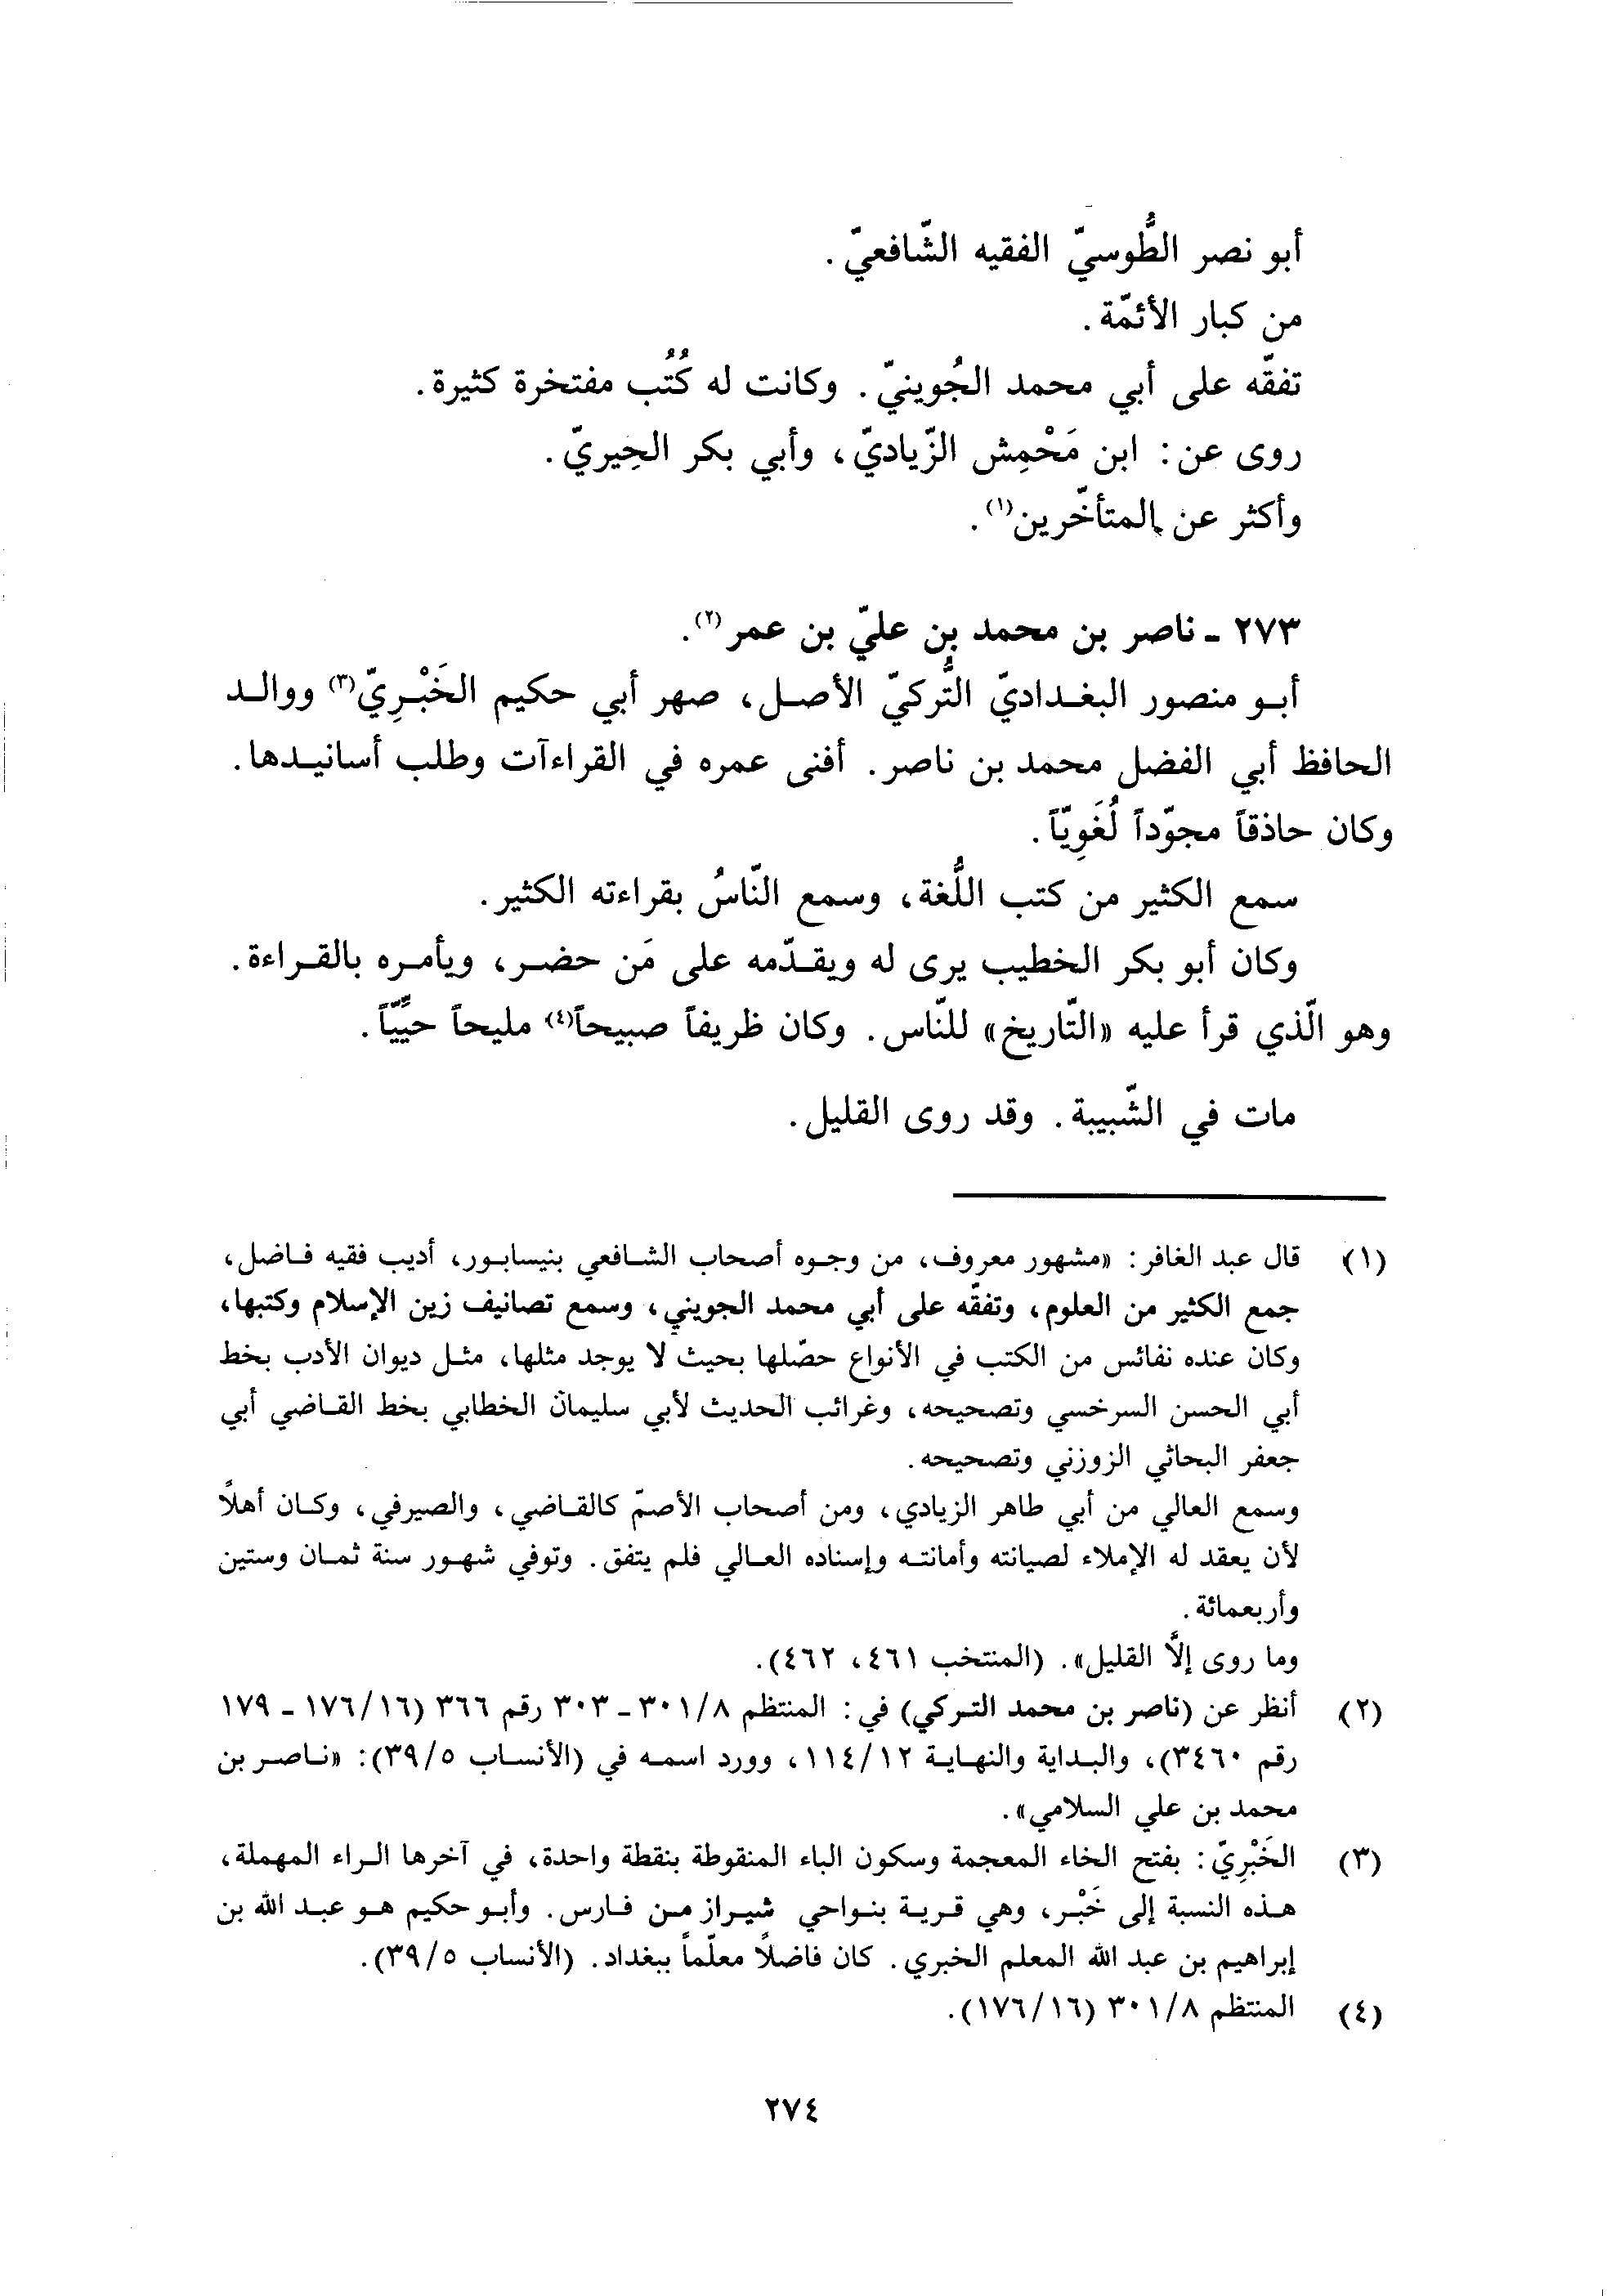 أبو نصر الطُّوسيّ الفقيه الشّافعيّ.
من كبار الأئمّة.
تفقّه على أبي محمد الجُوينيّ. وكانت له كُتُب مفتخرة كثيرة.
روى عن: ابن مَحْمِش الزّياديّ، وأبي بكر الحِيريّ.
وأكثر عن المتأخّرين(١).
٢٧٣ - ناصر بن محمد بن عليّ بن عمر(٢).
أبو منصور البغداديّ التُّركيّ الأصل، صهر أبي حكيم الخَبْرِيّ(٣) ووالد
الحافظ أبي الفضل محمد بن ناصر. أفنى عمره في القراءآت وطلب أسانيدها.
وكان حاذقاً مجوّداً لُغَوِيّاً.
سمع الكثير من كتب اللُّغة، وسمع النّاسُ بقراءته الكثير.
وكان أبو بكر الخطيب يرى له ويقدّمه على مَن حضر، ويأمره بالقراءة.
وهو الّذي قرأ عليه «التّاريخ» للنّاس. وكان ظريفاً صبيحاً(٤) مليحاً حيِّيّاً.
مات في الشّبيبة. وقد روى القليل.
(١) قال عبد الغافر: «مشهور معروف، من وجوه أصحاب الشافعي بنيسابور، أديب فقيه فاضل،
جمع الكثير من العلوم، وتفقّه على أبي محمد الجويني، وسمع تصانيف زين الإسلام وكتبها،
وكان عنده نفائس من الكتب في الأنواع حصّلها بحيث لا يوجد مثلها، مثل ديوان الأدب بخط
أبي الحسن السرخسي وتصحيحه، وغرائب الحديث لأبي سليمان الخطابي بخط القاضي أبي
جعفر البحاثي الزوزني وتصحيحه.
وسمع العالي من أبي طاهر الزيادي، ومن أصحاب الأصمّ كالقاضي، والصيرفي، وكان أهلاً
لأن يعقد له الإملاء لصيانته وأمانته وإسناده العالي فلم يتفق. وتوفي شهور سنة ثمان وستين
وأربعمائة.
وما روى إلاَّ القليل». (المنتخب ٤٦١، ٤٦٢).
(٢) أنظر عن (ناصر بن محمد التركي) في: المنتظم ٣٠١/٨ - ٣٠٣ رقم ٣٦٦ (١٧٦/١٦ - ١٧٩
رقم ٣٤٦٠)، والبداية والنهاية ١١٤/١٢، وورد اسمه في (الأنساب ٣٩/٥): «ناصر بن
محمد بن علي السلامي».
(٣) الخَبْرِيّ: بفتح الخاء المعجمة وسكون الباء المنقوطة بنقطة واحدة، في آخرها الراء المهملة،
هذه النسبة إلى خَبْر، وهي قرية بنواحي شيراز من فارس. وأبو حكيم هو عبد الله بن
إبراهيم بن عبد الله المعلم الخبري. كان فاضلاً معلّماً ببغداد. (الأنساب ٣٩/٥).
(٤) المنتظم ٣٠١/٨ (١٧٦/١٦).
٢٧٤